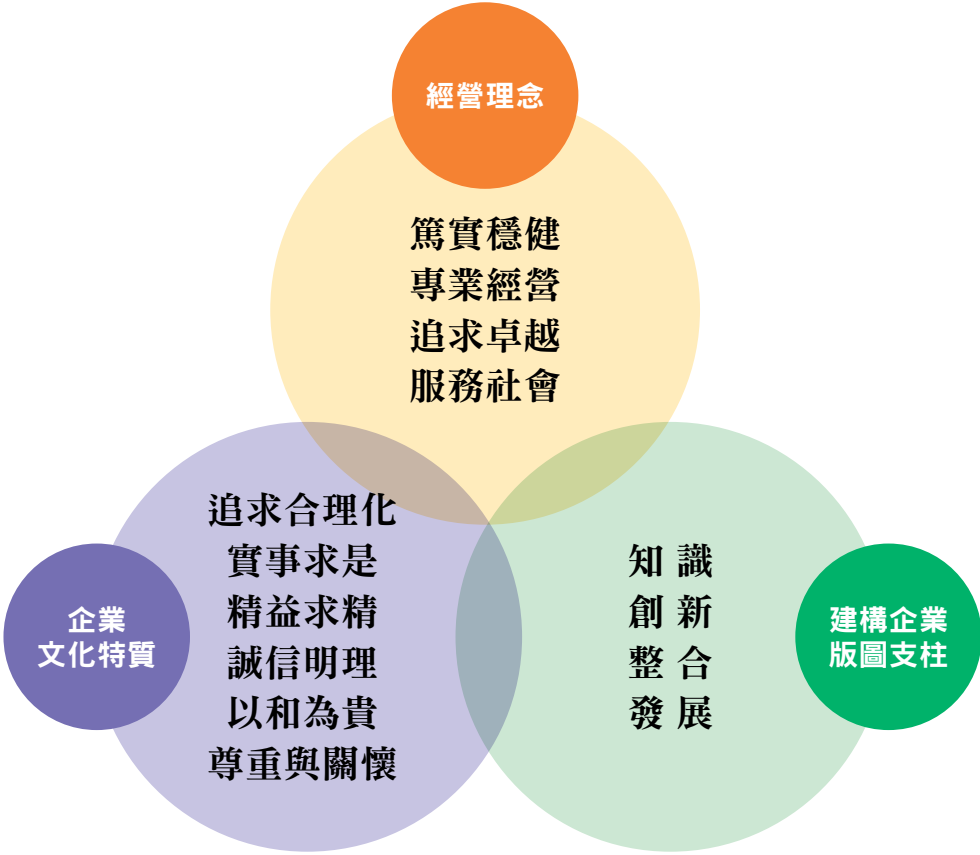 經營理念
篤實穩健
專業經營
追求卓越
服務社會
企業
文化特質
追求合理化
實事求是
精益求精
誠信明理
以和為貴
尊重與關懷
知識
創新
整合
發展
建構企業
版圖支柱